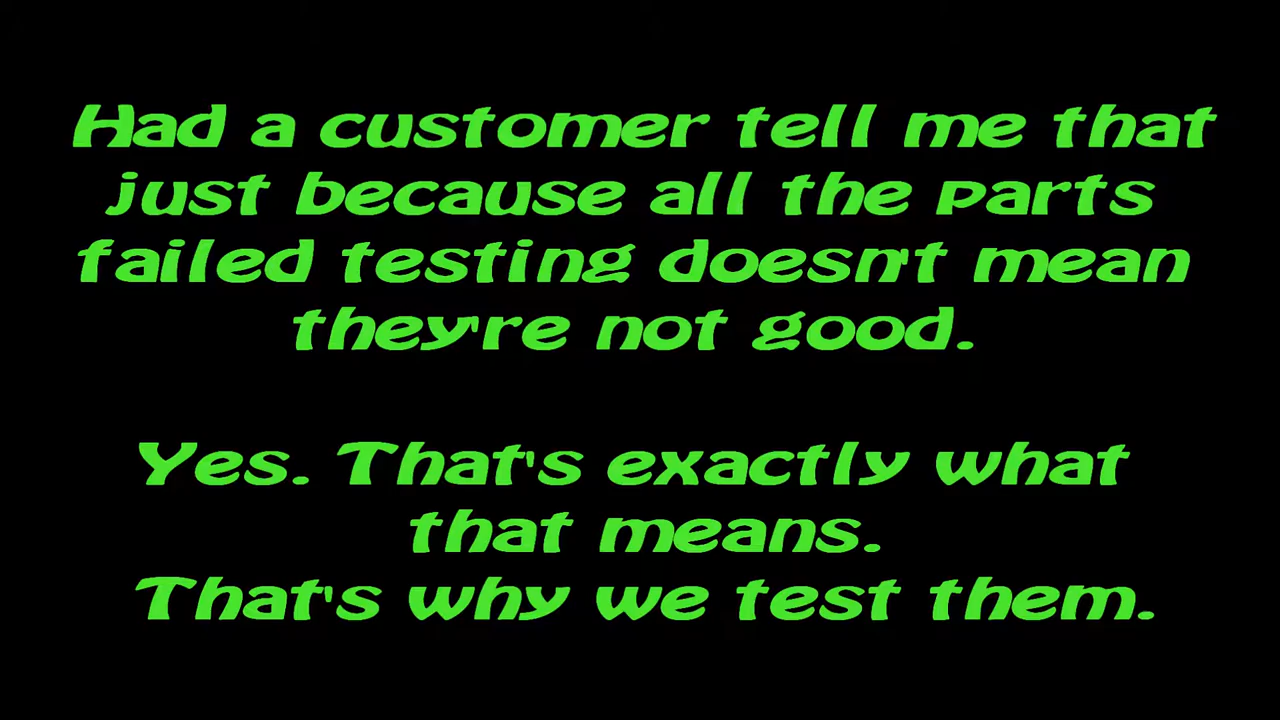 Had a customer tell me that
just because all the parts
failed testing doesn't mean
they're not good.
Yes. That's exactly what
that means.
That's why we test them.